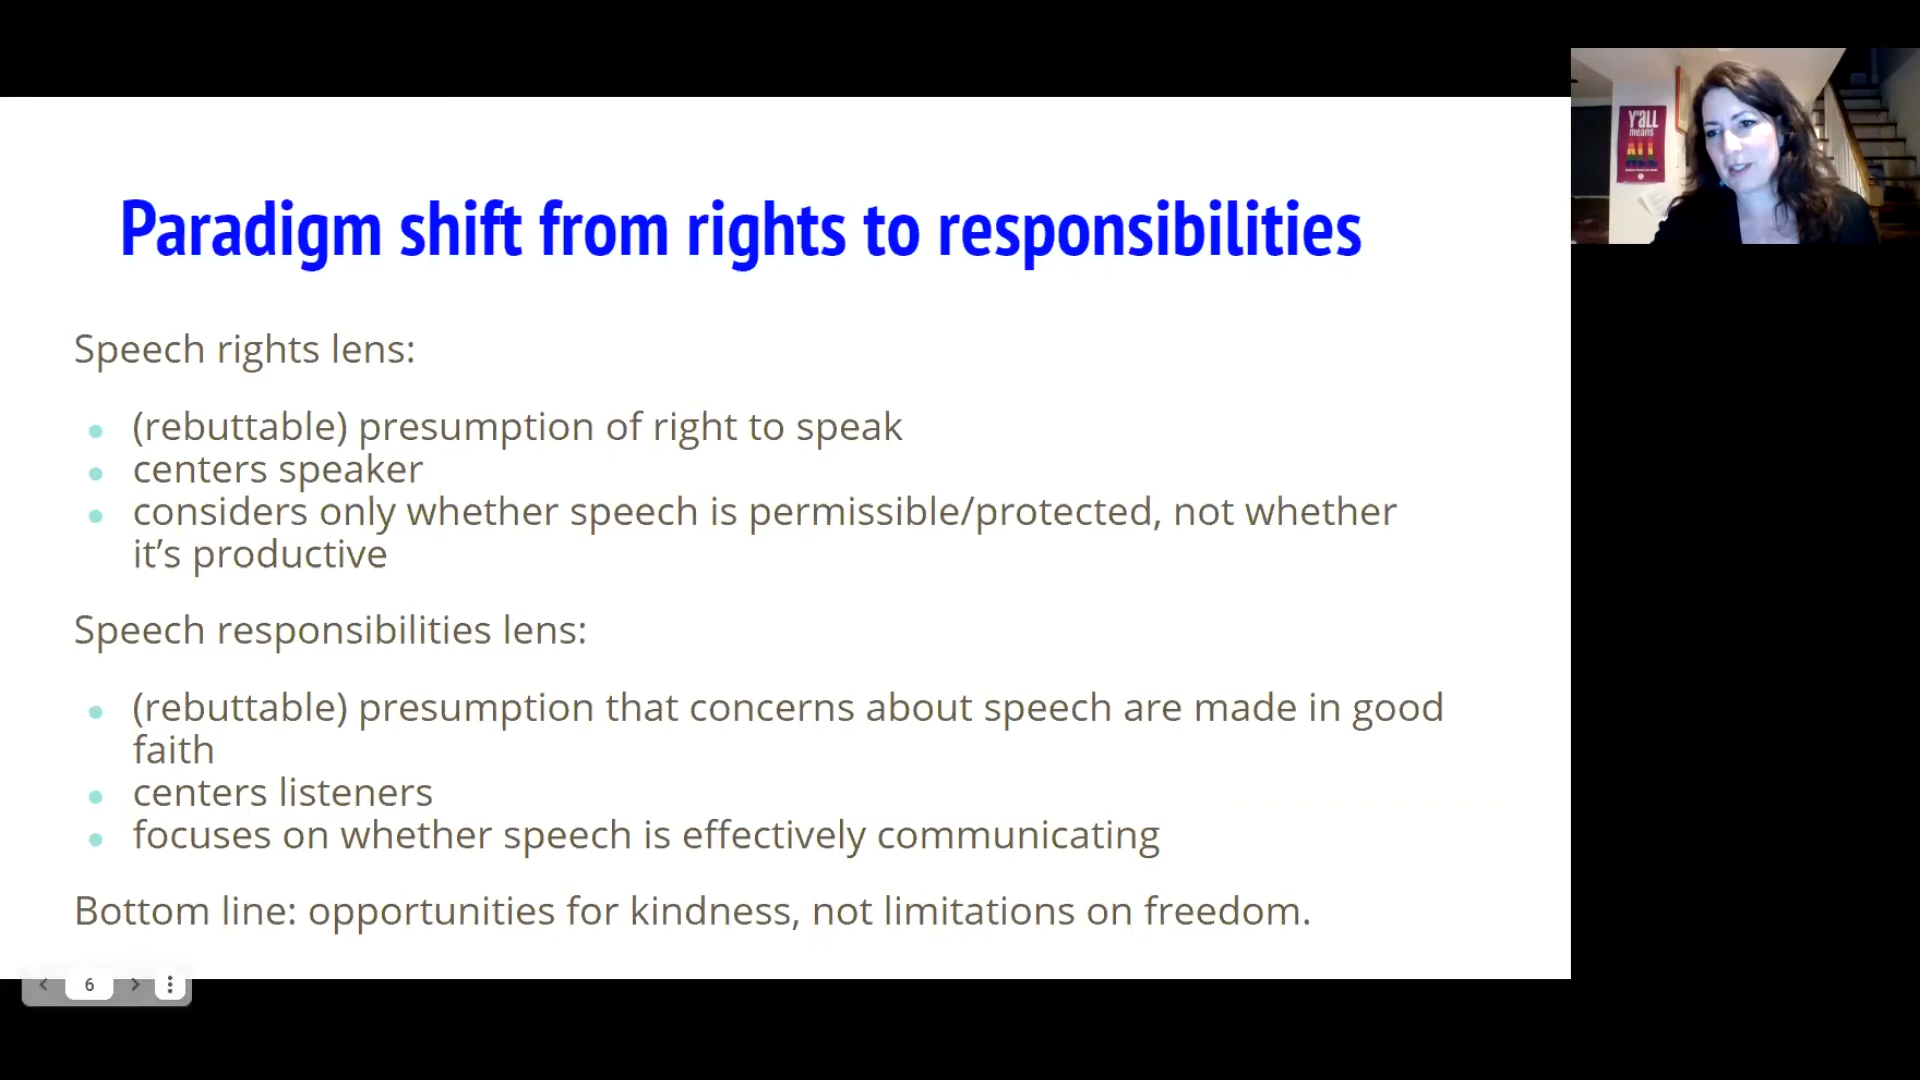 Paradigm shift from rights to responsibilities
Speech rights lens:
(rebuttable) presumption of right to speak
centers speaker
considers only whether speech is permissible/protected, not whether
it’s productive
Speech responsibilities lens:
(rebuttable) presumption that concerns about speech are made in good
faith
centers listeners
focuses on whether speech is effectively communicating
Bottom line: opportunities for kindness, not limitations on freedom.
6
Y'ALL
means
ALL